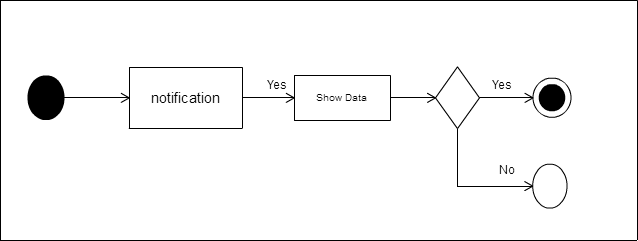 notification
Yes
Show Data
Yes
No